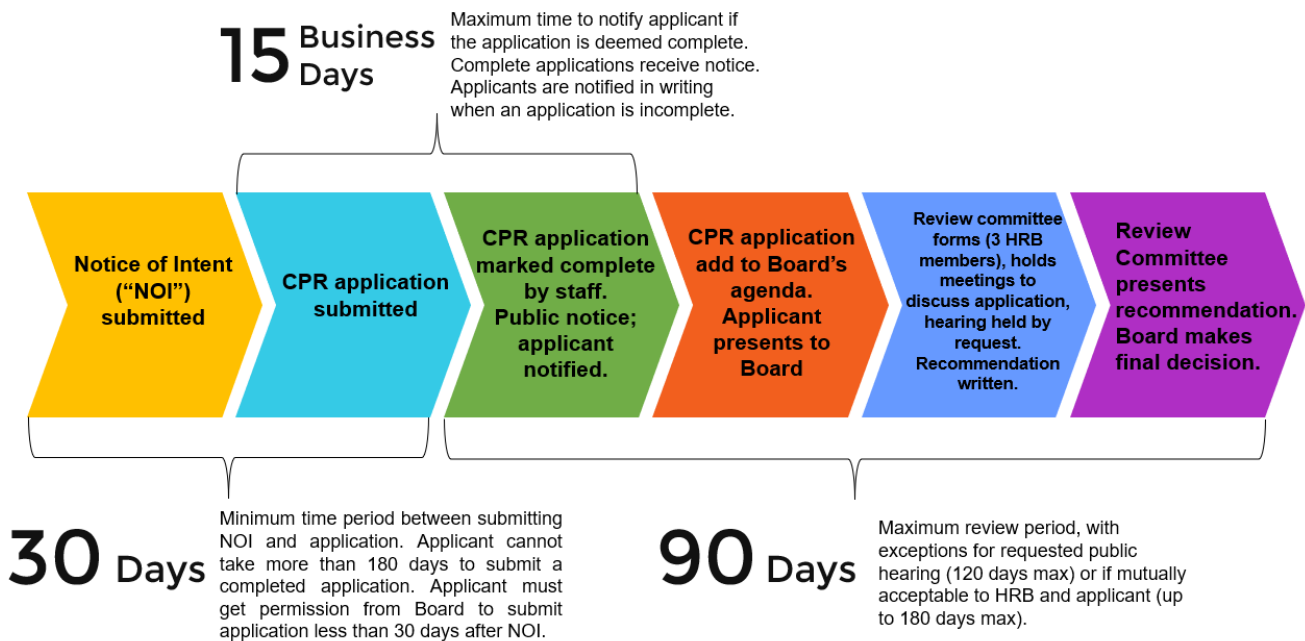 15 Business
Days
Maximum time to notify applicant if
the application is deemed complete.
Complete applications receive notice.
Applicants are notified in writing
when an application is incomplete.
Notice of Intent
(“NOI”)
submitted
CPR application
submitted
CPR application
marked complete
by staff.
Public notice;
applicant
notified.
CPR application
add to Board’s
agenda.
Applicant
presents to
Board
Review committee
forms (3 HRB
members), holds
meetings to
discuss application,
hearing held by
request.
Recommendation
written.
Review
Committee
presents
recommendation.
Board makes
final decision.
30 Days
Minimum time period between submitting
NOI and application. Applicant cannot
take more than 180 days to submit a
completed application. Applicant must
get permission from Board to submit
application less than 30 days after NOI.
90 Days
Maximum review period, with
exceptions for requested public
hearing (120 days max) or if mutually
acceptable to HRB and applicant (up
to 180 days max).